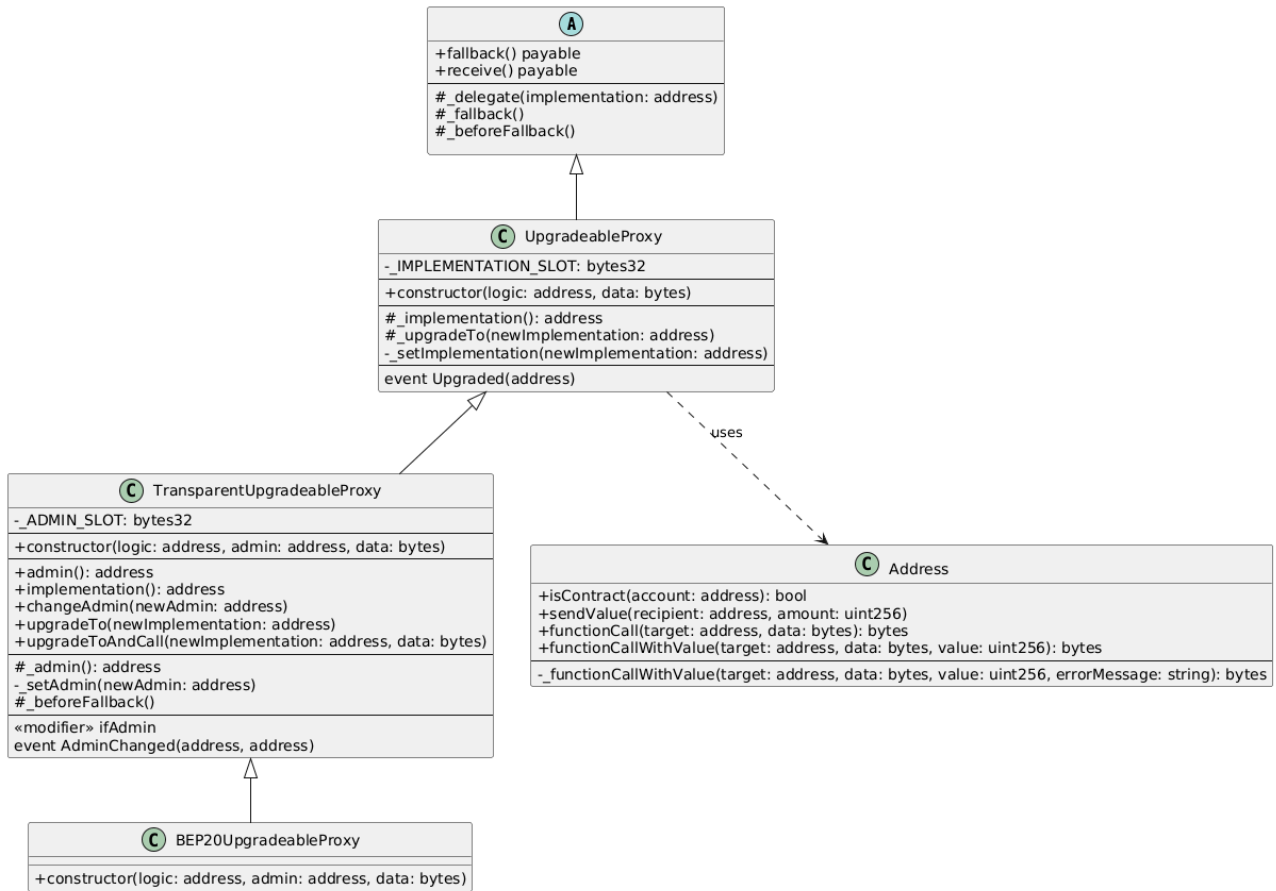 A
+fallback() payable
+receive() payable
#_delegate(implementation: address)
#_fallback()
#_beforeFallback()
C UpgradeableProxy
-_IMPLEMENTATION_SLOT: bytes32
+constructor(logic: address, data: bytes)
#_implementation(): address
#_upgradeTo(newImplementation: address)
-_setImplementation(newImplementation: address)
event Upgraded(address)
uses
C TransparentUpgradeableProxy
-_ADMIN_SLOT: bytes32
+constructor(logic: address, admin: address, data: bytes)
+admin(): address
+implementation(): address
+changeAdmin(newAdmin: address)
+upgradeTo(newImplementation: address)
+upgradeToAndCall(newImplementation: address, data: bytes)
#_admin(): address
-_setAdmin(newAdmin: address)
#_beforeFallback()
«modifier» ifAdmin
event AdminChanged(address, address)
C Address
+isContract(account: address): bool
+sendValue(recipient: address, amount: uint256)
+functionCall(target: address, data: bytes): bytes
+functionCallWithValue(target: address, data: bytes, value: uint256): bytes
-_functionCallWithValue(target: address, data: bytes, value: uint256, errorMessage: string): bytes
C BEP20UpgradeableProxy
+constructor(logic: address, admin: address, data: bytes)